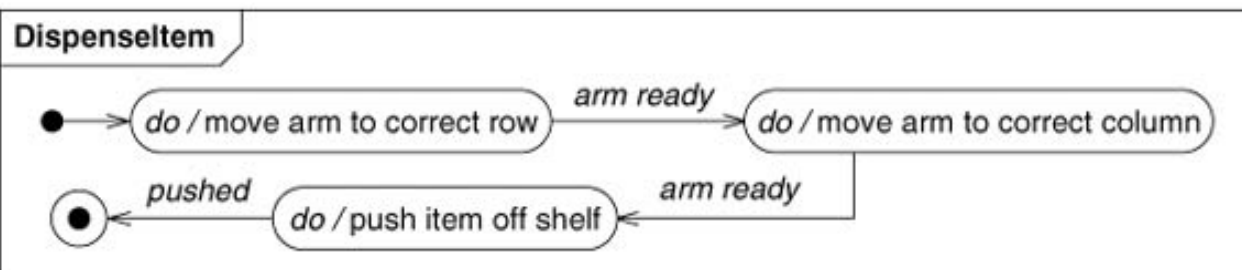 DispenseItem
arm ready
do / move arm to correct row
do / move arm to correct column
pushed
arm ready
do / push item off shelf